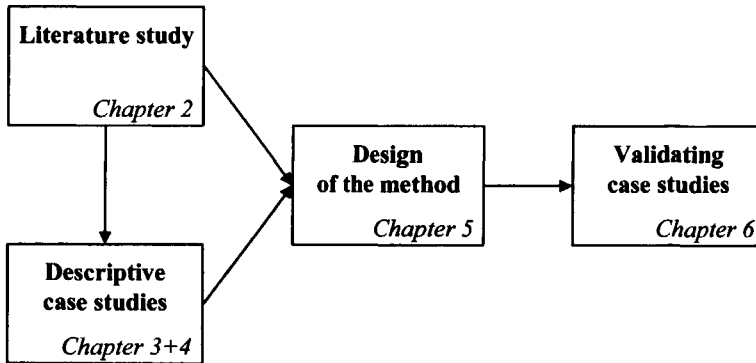 Literature study
Chapter 2
Design
of the method
Chapter 5
Validating
case studies
Chapter 6
Descriptive
case studies
Chapter 3+4